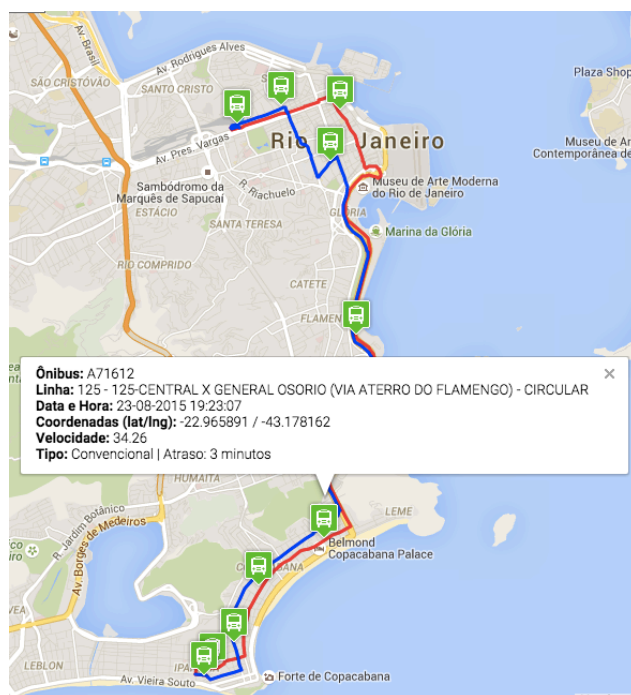 Av. Brasil
Av. Rodrigues Alves
Plaza Shop
SÃO CRISTÓVÃO
SANTO CRISTO
Av. Pres. Vargas
Rio
Janeiro
Museu de Ar
Contemporânea de
Sambódromo da
Marquês de Sapucaí
R. Riachuelo
Museu de Arte Moderna
do Rio de Janeiro
ESTÁCIO
SANTA TERESA
GLÓRIA
Marina da Glória
RIO COMPRIDO
CATETE
FLAMEN
Ônibus: A71612
Linha: 125 - 125-CENTRAL X GENERAL OSORIO (VIA ATERRO DO FLAMENGO) - CIRCULAR
Data e Hora: 23-08-2015 19:23:07
Coordenadas (lat/lng): -22.965891 / -43.178162
Velocidade: 34.26
Tipo: Convencional | Atraso: 3 minutos
×
HUMAITÁ
R. Jardim Botânico
LEME
Av. Borges de Medeiros
Belmond
Copacabana Palace
LEBLON
IPA
Av. Vieira Souto
Forte de Copacabana